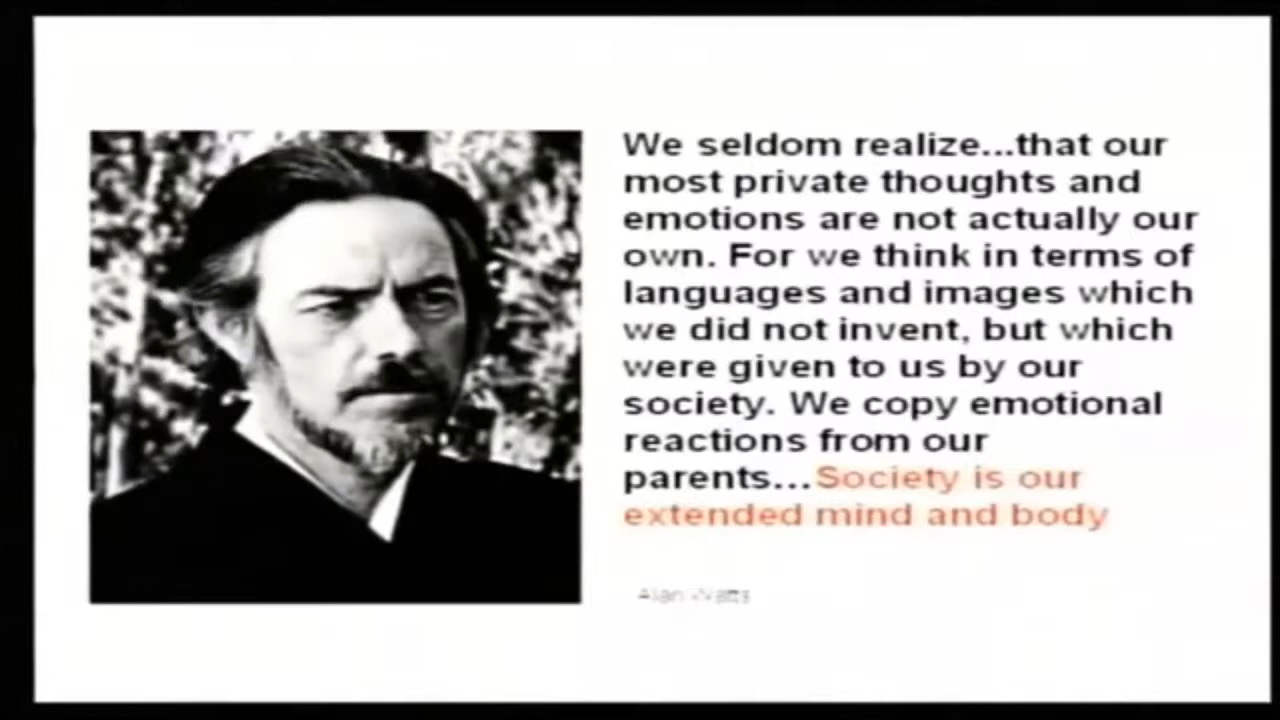 We seldom realize...that our
most private thoughts and
emotions are not actually our
own. For we think in terms of
languages and images which
we did not invent, but which
were given to us by our
society. We copy emotional
reactions from our
parents...Society is our
extended mind and body
Alan Watts